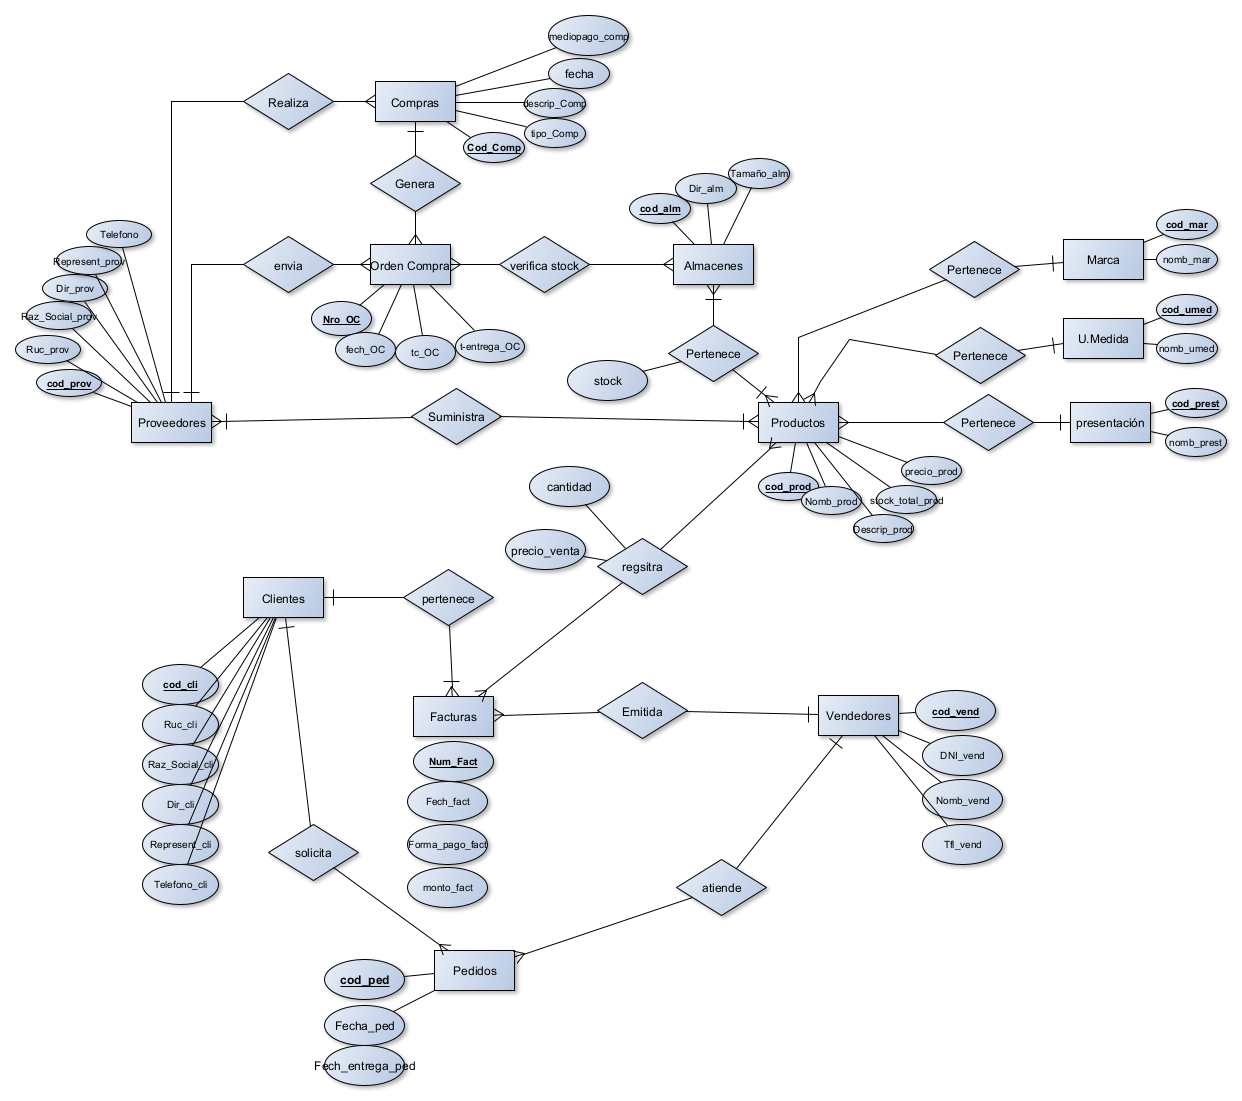 mediopago_comp
fecha
descrip_Comp
tipo_Comp
Cod_Comp
Realiza
Compras
Genera
Tamaño_alm
Dir_alm
cod_alm
Telefono
Represent_prov
Dir_prov
Raz_Social_prov
Ruc_prov
cod_prov
envia
Orden Compra
verifica stock
Almacenes
Nro_OC
fech_OC
tc_OC
t-entrega_OC
Pertenece
stock
Pertenece
Marca
cod_mar
nomb_mar
Pertenece
U.Medida
cod_umed
nomb_umed
Proveedores
Suministra
Productos
Pertenece
presentación
cod_prest
nomb_prest
precio_prod
stock_total_prod
cod_prod
Nomb_prod
Descrip_prod
cantidad
precio_venta
regsitra
Clientes
pertenece
cod_cli
Ruc_cli
Raz_Social_cli
Dir_cli
Represent_cli
Telefono_cli
Facturas
Emitida
Vendedores
cod_vend
DNI_vend
Nomb_vend
Tfl_vend
Num_Fact
Fech_fact
Forma_pago_fact
monto_fact
solicita
atiende
Pedidos
cod_ped
Fecha_ped
Fech_entrega_ped